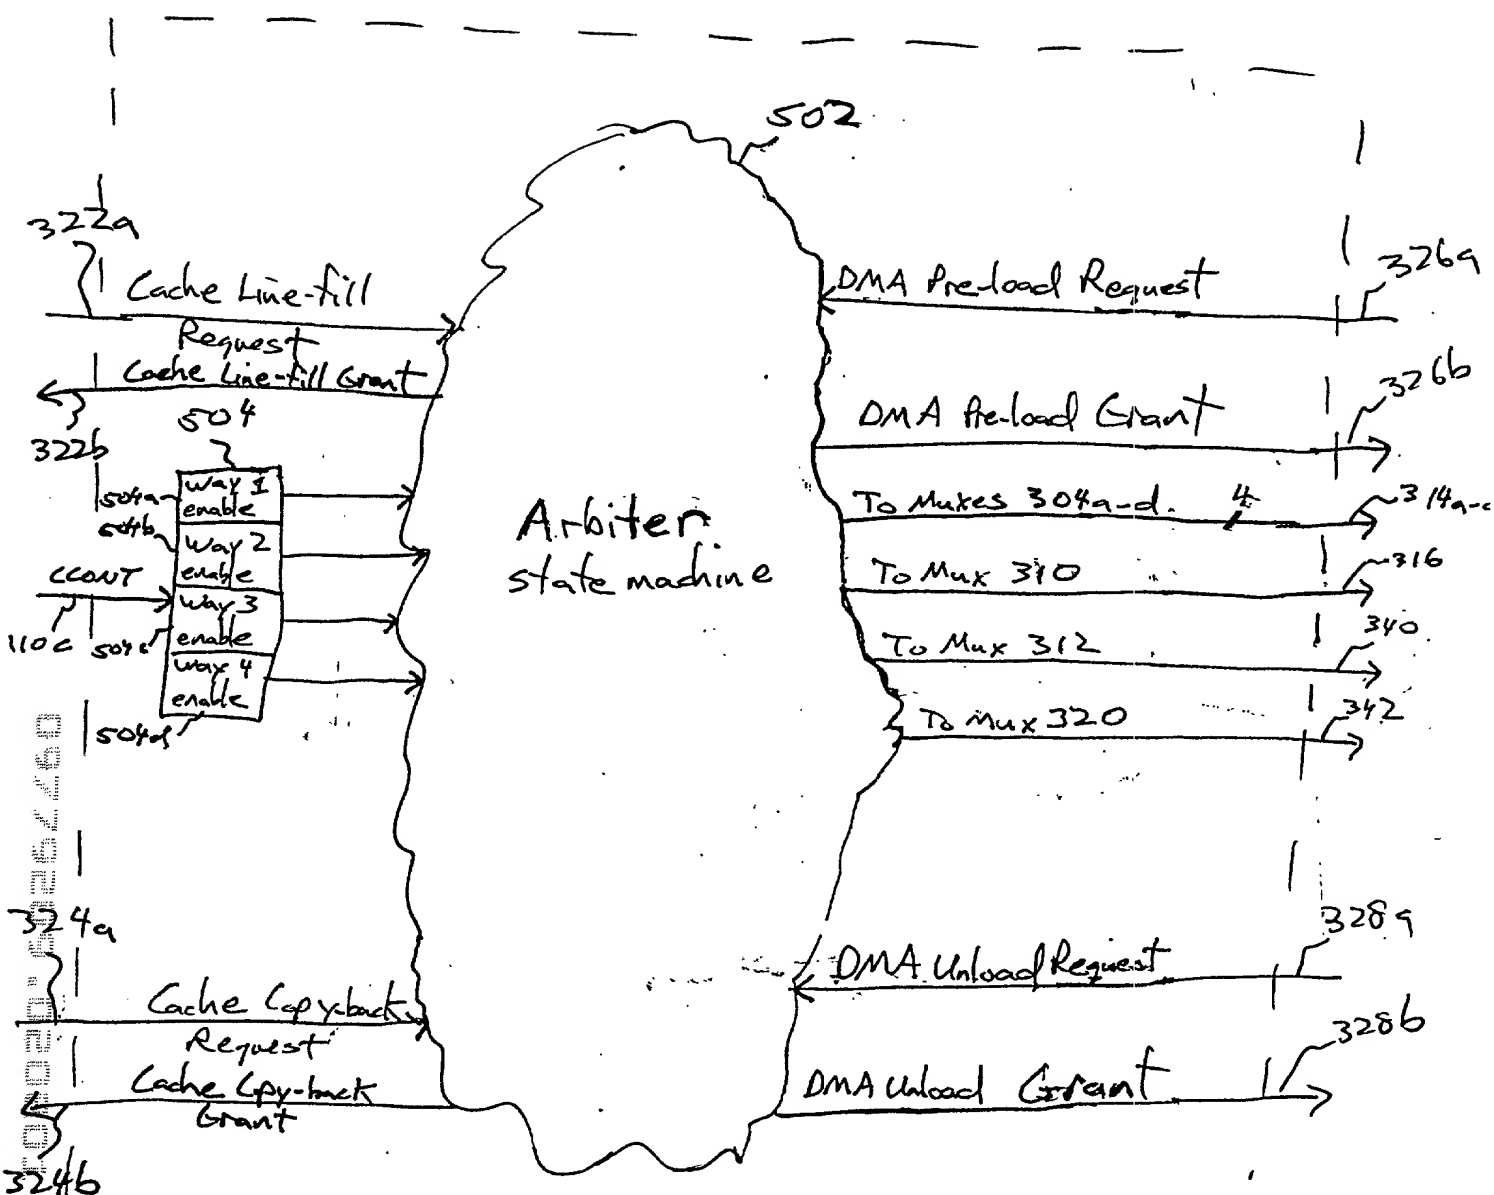 502
322a
326a
Cache Line-fill
DMA Pre-load Request
Request
Cache Line-fill Grant
326b
504
DMA Pre-load Grant
322b
Way 1
enable
504a
504b
To Muxes 304a-d.
4
Arbiter
Way 2
enable
state machine
To Mux 310
316
CCONT
Way 3
enable
110c
504c
To Mux 312
340
Way 4
enable
504d
To Mux 320
342
324a
328a
DMA Unload Request
Cache Copy-back
Request
328b
Cache Cpy-back
Grant
DMA Unload Grant
324b